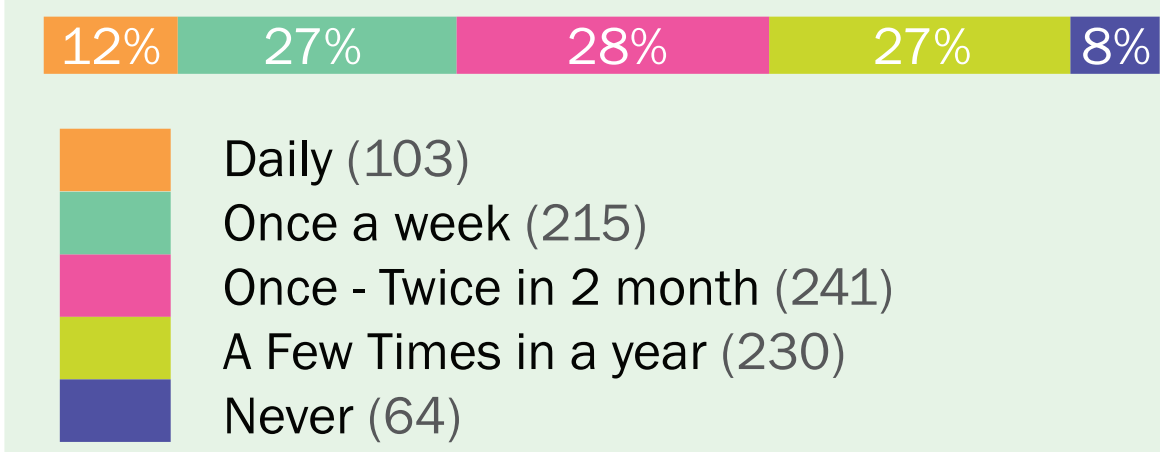 12% 27% 28% 27% 8%
Daily (103)
Once a week (215)
Once - Twice in 2 month (241)
A Few Times in a year (230)
Never (64)